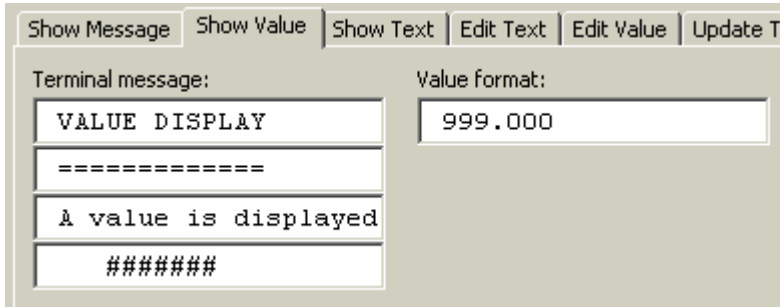 Show Message Show Value Show Text Edit Text Edit Value Update T
Terminal message:
VALUE DISPLAY
=============
A value is displayed
#######
Value format:
999.000